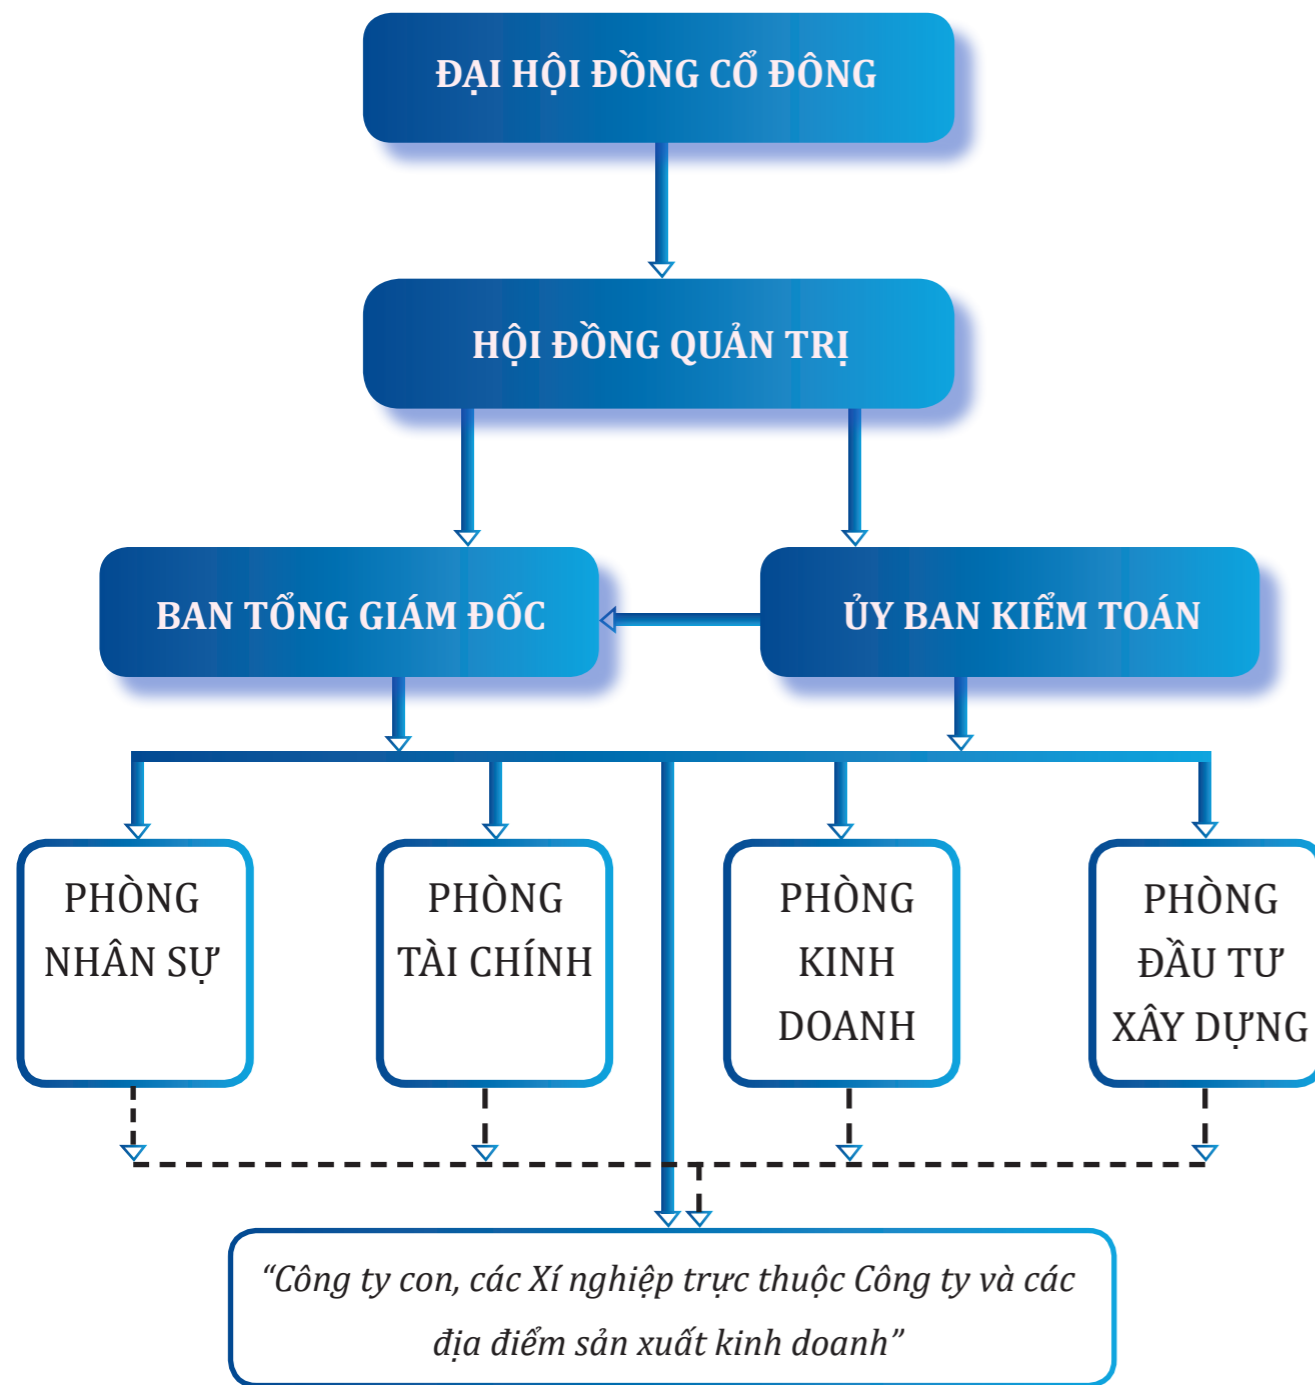 ĐẠI HỘI ĐỒNG CỔ ĐÔNG
HỘI ĐỒNG QUẢN TRỊ
BAN TỔNG GIÁM ĐỐC
ỦY BAN KIỂM TOÁN
PHÒNG
NHÂN SỰ
PHÒNG
TÀI CHÍNH
PHÒNG
KINH
DOANH
PHÒNG
ĐẦU TƯ
XÂY DỰNG
“Công ty con, các Xí nghiệp trực thuộc Công ty và các
địa điểm sản xuất kinh doanh”